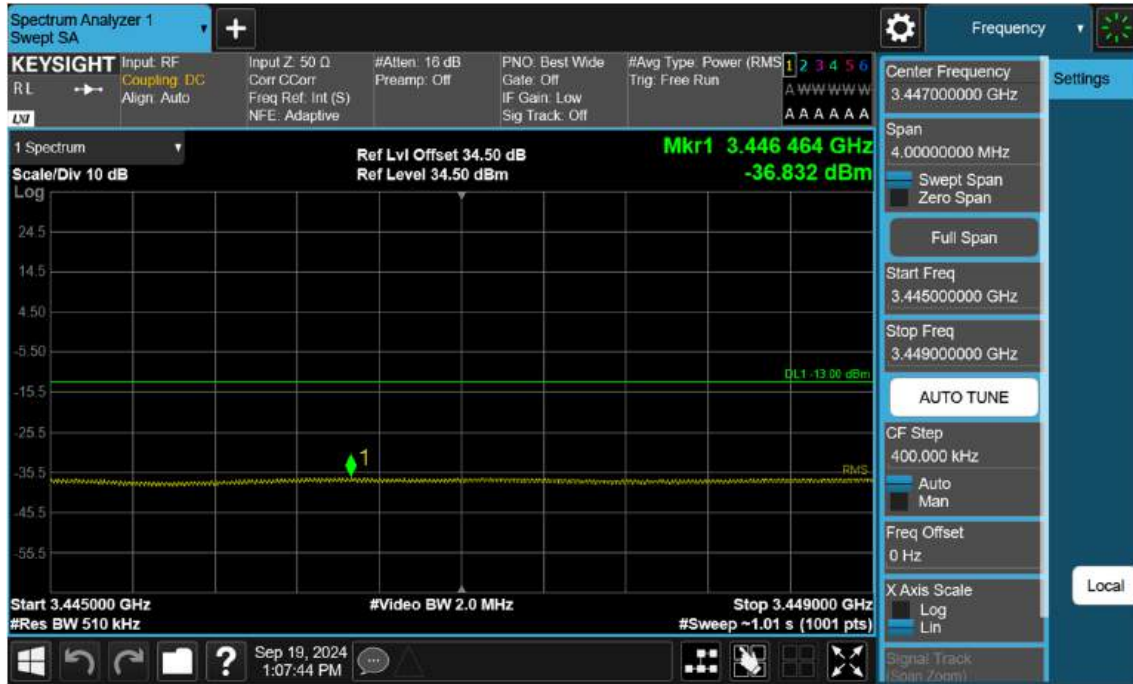 Spectrum Analyzer 1
Swept SA
Frequency
KEYSIGHT
RL
LXI
Input: RF
Coupling: DC
Align: Auto
Input Z: 50 Ω
Corr CCorr
Freq Ref: Int (S)
NFE: Adaptive
#Atten: 16 dB
Preamp: Off
PNO: Best Wide
Gate: Off
IF Gain: Low
Sig Track: Off
#Avg Type: Power (RMS
Trig: Free Run
1 2 3 4 5 6
A W W W W W
A A A A A A
1 Spectrum
Scale/Div 10 dB
Ref Lvl Offset 34.50 dB
Ref Level 34.50 dBm
Mkr1 3.446 464 GHz
-36.832 dBm
Log
24.5
14.5
4.50
-5.50
-15.5
-25.5
-35.5
-45.5
-55.5
DL1 -13.00 dBm
1
RMS
Start 3.445000 GHz
#Res BW 510 kHz
#Video BW 2.0 MHz
Stop 3.449000 GHz
#Sweep ~1.01 s (1001 pts)
Center Frequency
3.447000000 GHz
Settings
Span
4.00000000 MHz
Swept Span
Zero Span
Full Span
Start Freq
3.445000000 GHz
Stop Freq
3.449000000 GHz
AUTO TUNE
CF Step
400.000 kHz
Auto
Man
Freq Offset
0 Hz
X Axis Scale
Log
Lin
Local
Signal Track
(Span Zoom)
?
Sep 19, 2024
1:07:44 PM